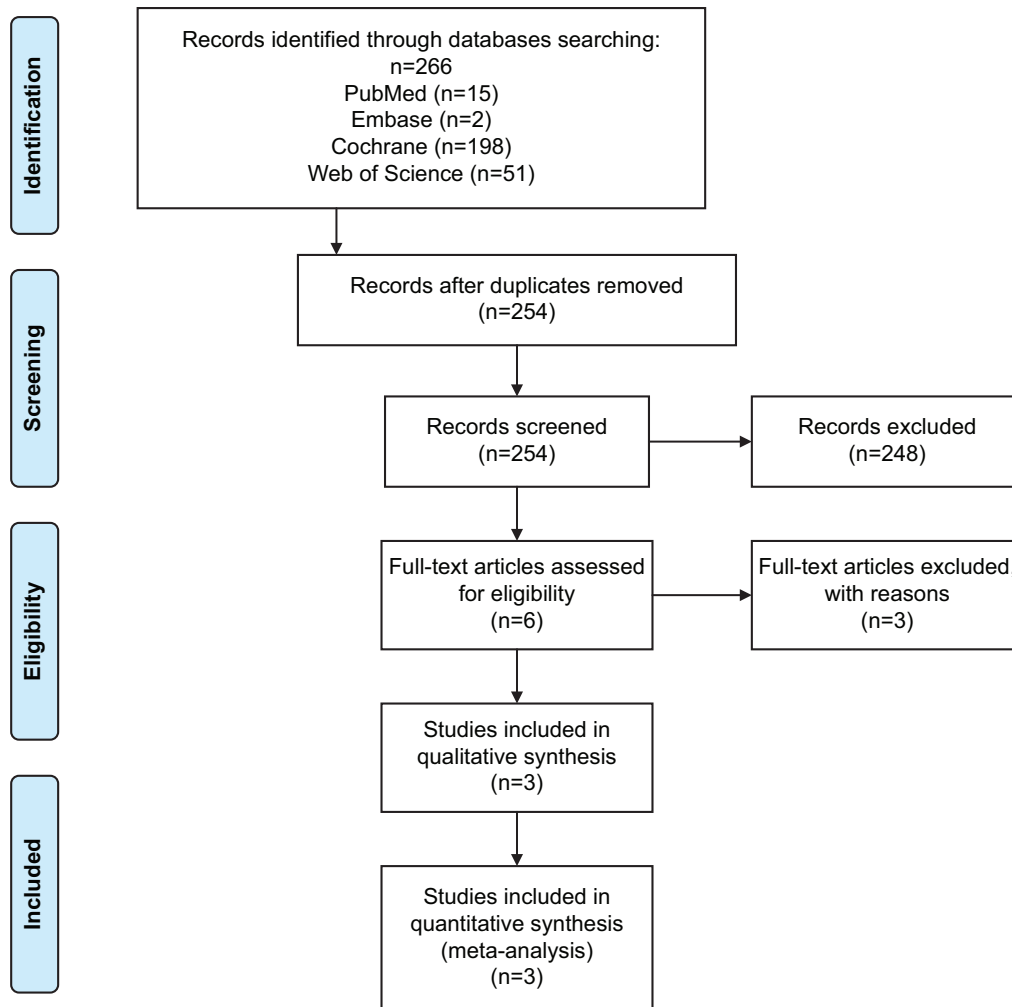 Identification
Records identified through databases searching:
n=266
PubMed (n=15)
Embase (n=2)
Cochrane (n=198)
Web of Science (n=51)
Screening
Records after duplicates removed
(n=254)
Records screened
(n=254)
Records excluded
(n=248)
Eligibility
Full-text articles assessed
for eligibility
(n=6)
Full-text articles excluded,
with reasons
(n=3)
Studies included in
qualitative synthesis
(n=3)
Included
Studies included in
quantitative synthesis
(meta-analysis)
(n=3)